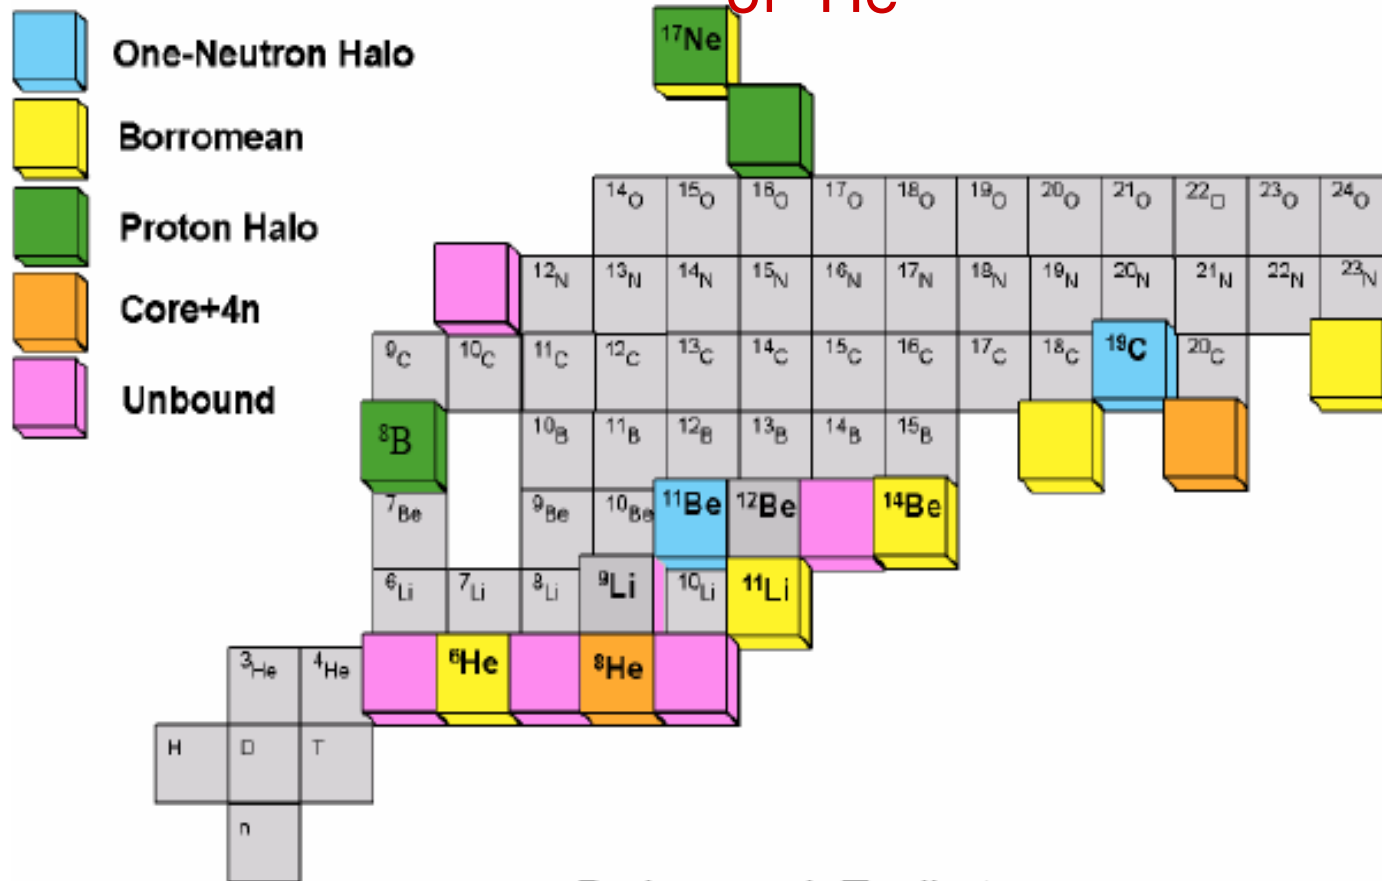 of He
One-Neutron Halo
Borromean
Proton Halo
Core+4n
Unbound
¹⁷Ne
¹⁴O ¹⁵O ¹⁶O ¹⁷O ¹⁸O ¹⁹O ²⁰O ²¹O ²²O ²³O ²⁴O
¹²N ¹³N ¹⁴N ¹⁵N ¹⁶N ¹⁷N ¹⁸N ¹⁹N ²⁰N ²¹N ²²N ²³N
⁹C ¹⁰C ¹¹C ¹²C ¹³C ¹⁴C ¹⁵C ¹⁶C ¹⁷C ¹⁸C ¹⁹C ²⁰C
⁸B ¹⁰B ¹¹B ¹²B ¹³B ¹⁴B ¹⁵B
⁷Be ⁹Be ¹⁰Be ¹¹Be ¹²Be ¹⁴Be
⁶Li ⁷Li ⁸Li ⁹Li ¹⁰Li ¹¹Li
³He ⁴He ⁶He ⁸He
H D T
n